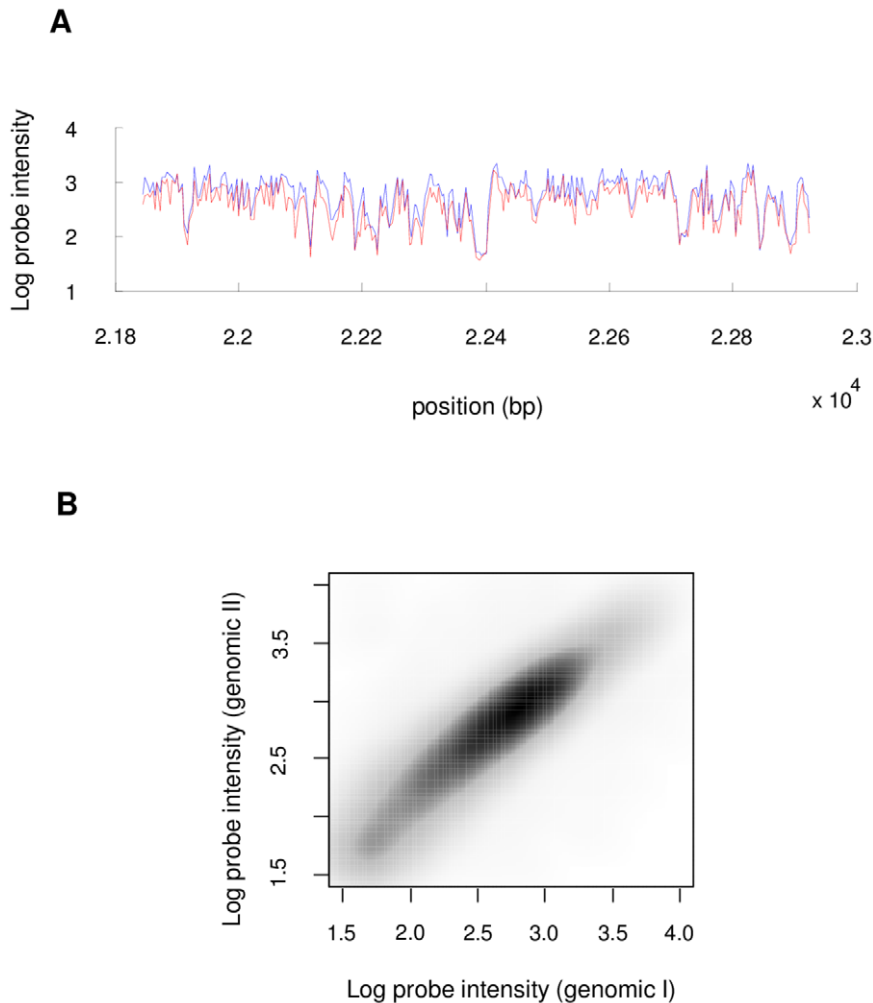 A
Log probe intensity
4
3
2
1
2.18 2.2 2.22 2.24 2.26 2.28 2.3
x 10^4
position (bp)
B
Log probe intensity (genomic II)
3.5
2.5
1.5
1.5 2.0 2.5 3.0 3.5 4.0
Log probe intensity (genomic I)